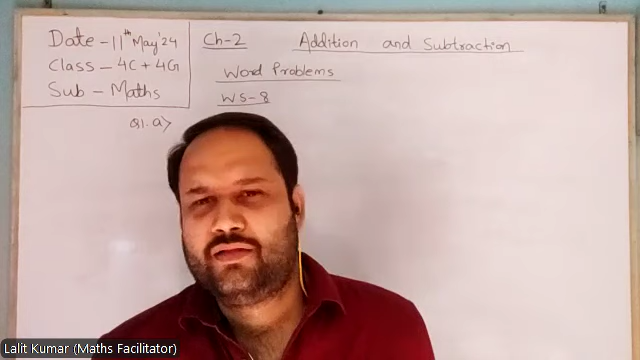 Date - 11th May'24
Class - 4C + 4G
Sub - Maths
Ch-2 Addition and Subtraction
Word Problems
WS-8
Q1. a>
Lalit Kumar (Maths Facilitator)